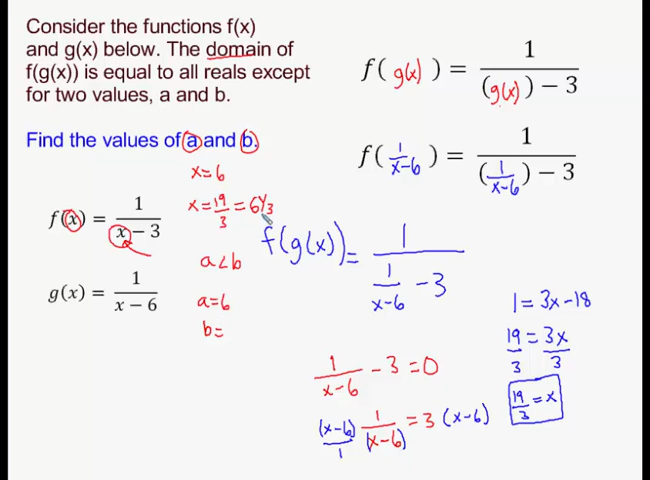 Consider the functions f(x)
and g(x) below. The domain of
f(g(x)) is equal to all reals except
for two values, a and b.
Find the values of a and b.
x=6
x = 19/3 = 6 1/3
f(x) = 1/(x − 3)
a<b
g(x) = 1/(x − 6)
a=6
b=
f( g(x) ) = 1/((g(x)) − 3)
f( 1/(x-6) ) = 1/((1/(x-6)) − 3)
f(g(x)) = 1/(1/(x-6) - 3)
1/(x-6) - 3 = 0
(x-6)/1 1/(x-6) = 3 (x-6)
1 = 3x-18
19/3 = 3x/3
19/3 = x